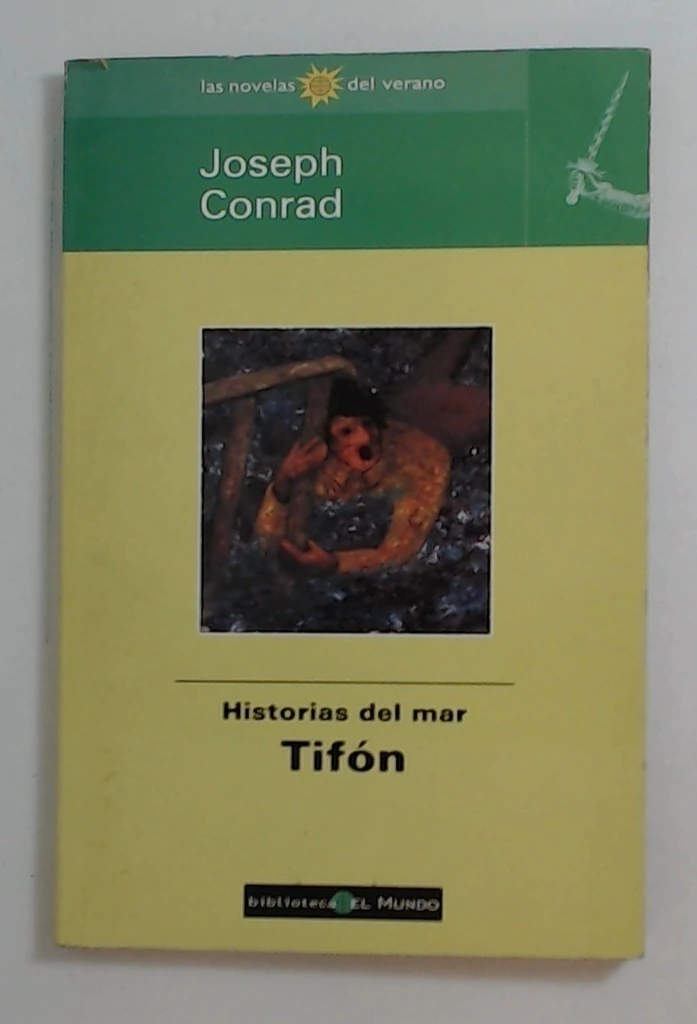 las novelas del verano
Joseph
Conrad
Historias del mar
Tifón
biblioteca EL MUNDO